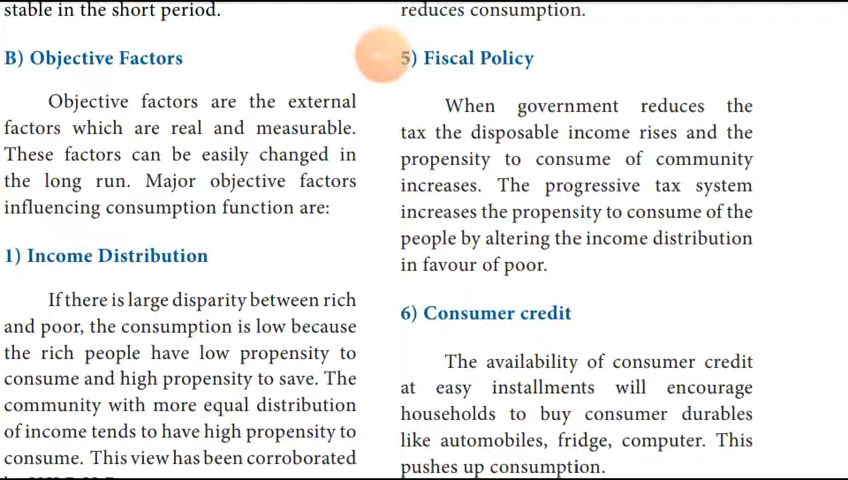 stable in the short period.
B) Objective Factors
Objective factors are the external
factors which are real and measurable.
These factors can be easily changed in
the long run. Major objective factors
influencing consumption function are:
1) Income Distribution
If there is large disparity between rich
and poor, the consumption is low because
the rich people have low propensity to
consume and high propensity to save. The
community with more equal distribution
of income tends to have high propensity to
consume. This view has been corroborated
reduces consumption.
5) Fiscal Policy
When government reduces the
tax the disposable income rises and the
propensity to consume of community
increases. The progressive tax system
increases the propensity to consume of the
people by altering the income distribution
in favour of poor.
6) Consumer credit
The availability of consumer credit
at easy installments will encourage
households to buy consumer durables
like automobiles, fridge, computer. This
pushes up consumption.